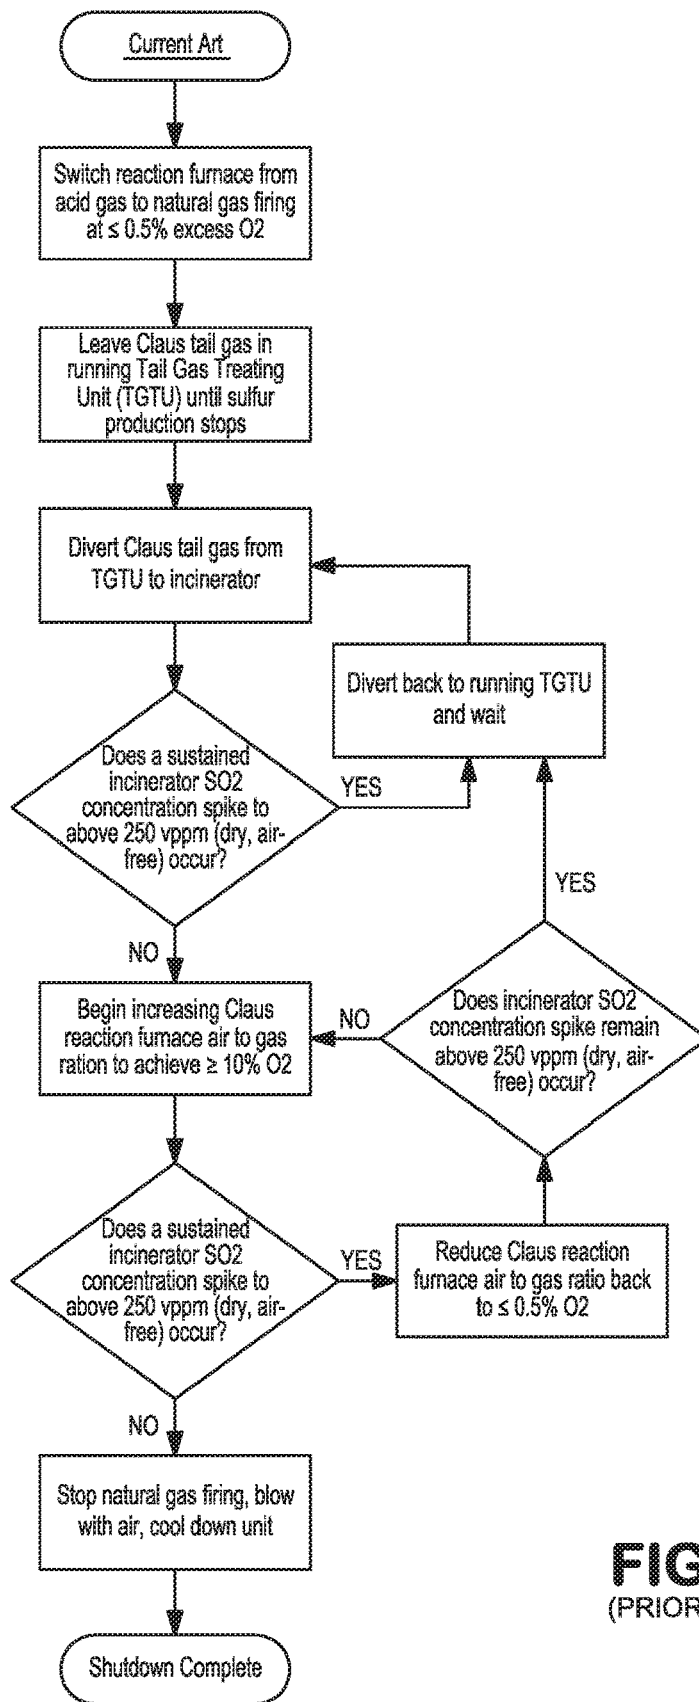 Current Art
Switch reaction furnace from
acid gas to natural gas firing
at ≤ 0.5% excess O2
Leave Claus tail gas in
running Tail Gas Treating
Unit (TGTU) until sulfur
production stops
Divert Claus tail gas from
TGTU to incinerator
Divert back to running TGTU
and wait
Does a sustained
incinerator SO2
concentration spike to
above 250 vppm (dry, air-
free) occur?
YES
YES
NO
Begin increasing Claus
reaction furnace air to gas
ration to achieve ≥ 10% O2
NO
Does incinerator SO2
concentration spike remain
above 250 vppm (dry, air-
free) occur?
Does a sustained
incinerator SO2
concentration spike to
above 250 vppm (dry, air-
free) occur?
YES
Reduce Claus reaction
furnace air to gas ratio back
to ≤ 0.5% O2
NO
Stop natural gas firing, blow
with air, cool down unit
FIG
(PRIOR
Shutdown Complete